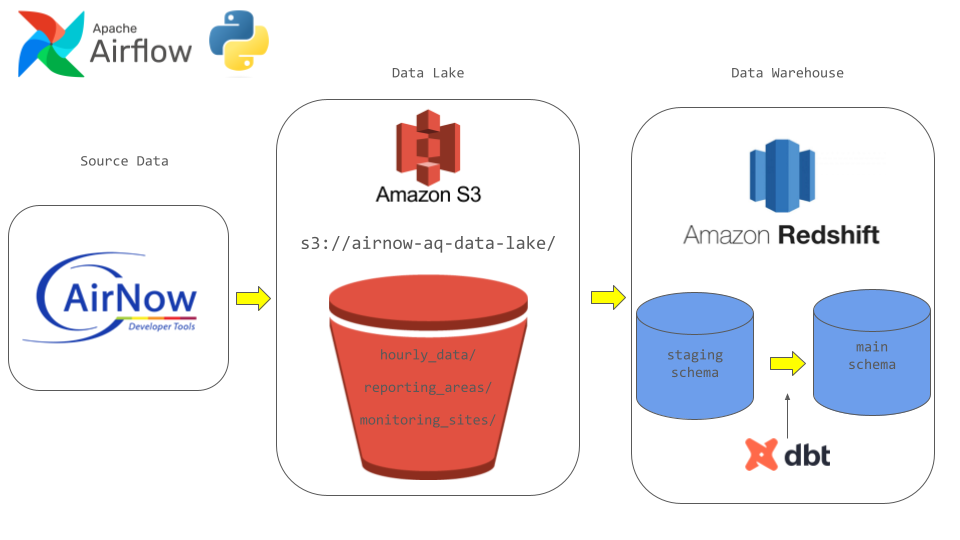 Apache
Airflow
Data Lake
Data Warehouse
Source Data
Amazon S3
Amazon Redshift
s3://airnow-aq-data-lake/
AirNow
Developer Tools
hourly_data/
reporting_areas/
monitoring_sites/
staging
schema
main
schema
dbt